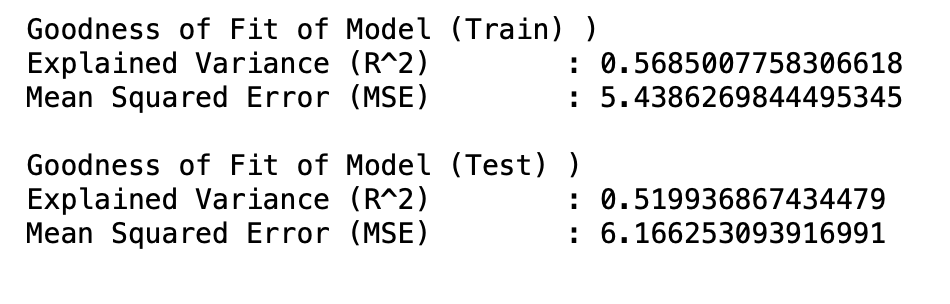 Goodness of Fit of Model (Train) )
Explained Variance (R^2) : 0.5685007758306618
Mean Squared Error (MSE) : 5.4386269844495345
Goodness of Fit of Model (Test) )
Explained Variance (R^2) : 0.519936867434479
Mean Squared Error (MSE) : 6.166253093916991